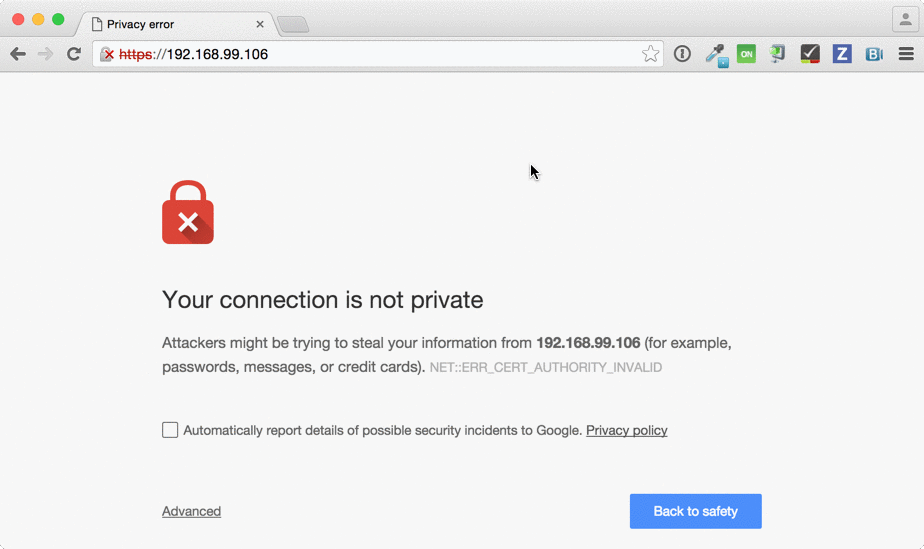 Privacy error
https://192.168.99.106
ON
Z
B
Your connection is not private
Attackers might be trying to steal your information from 192.168.99.106 (for example,
passwords, messages, or credit cards). NET::ERR_CERT_AUTHORITY_INVALID
Automatically report details of possible security incidents to Google. Privacy policy
Advanced
Back to safety